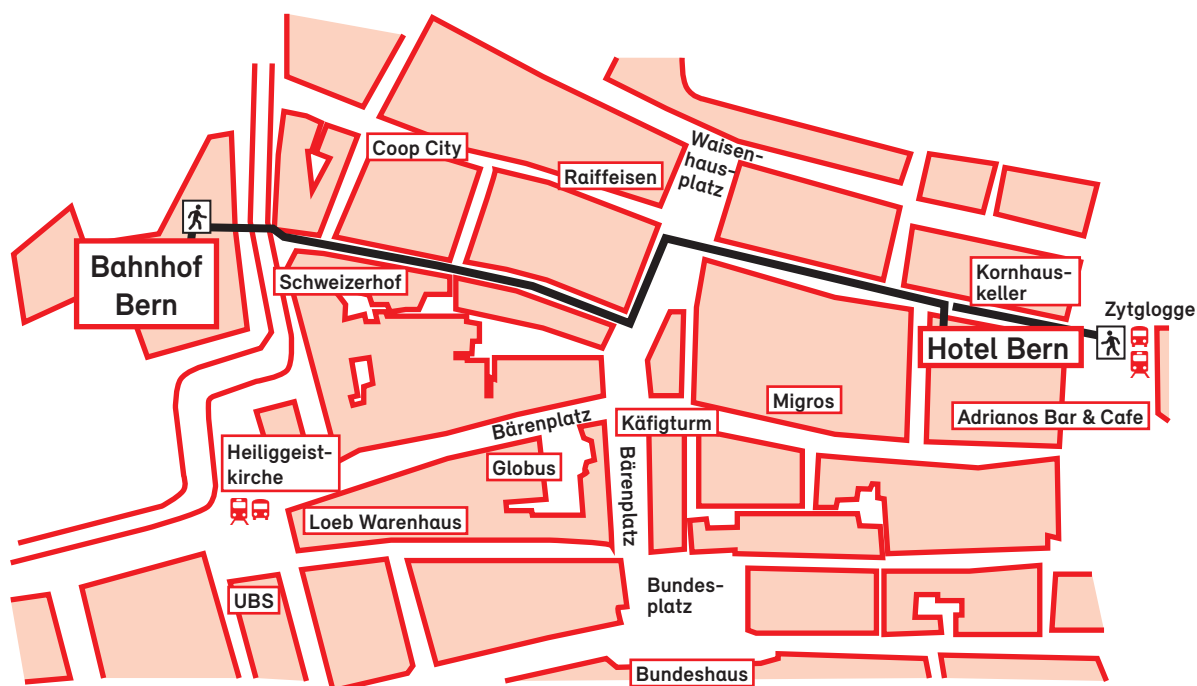 Coop City
Raiffeisen
Waisen-
haus-
platz
Bahnhof
Bern
Schweizerhof
Kornhaus-
keller
Zytglogge
Hotel Bern
Migros
Adrianos Bar & Cafe
Käfigturm
Bärenplatz
Heiliggeist-
kirche
Globus
Bärenplatz
Loeb Warenhaus
UBS
Bundes-
platz
Bundeshaus